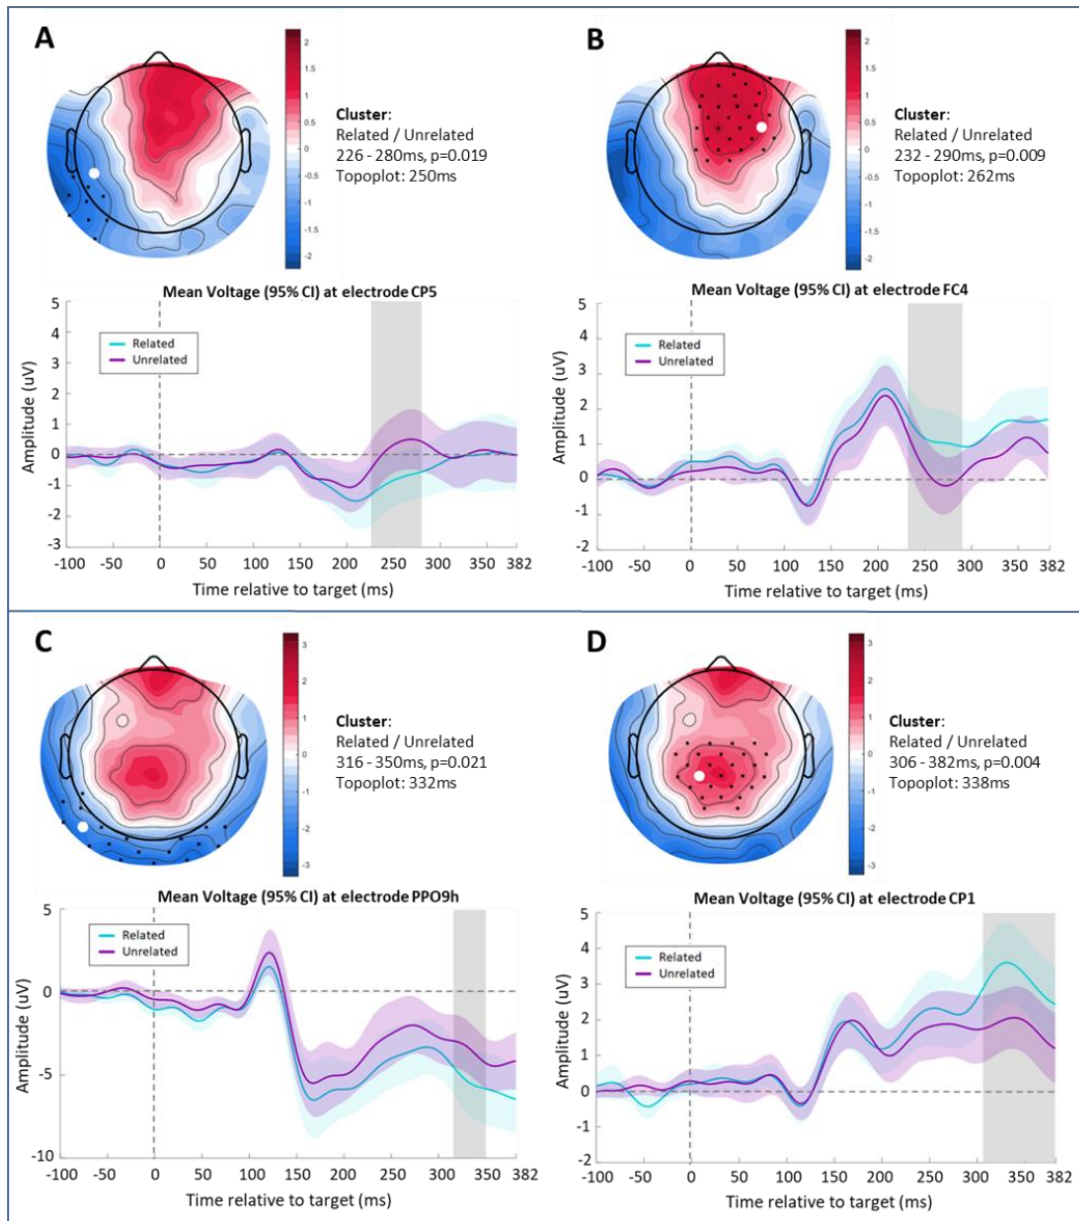 A
2
1.5
1
0.5
0
-0.5
-1
-1.5
-2
Cluster:
Related / Unrelated
226 - 280ms, p=0.019
Topoplot: 250ms
B
2
1.5
1
0.5
0
-0.5
-1
-1.5
-2
Cluster:
Related / Unrelated
232 - 290ms, p=0.009
Topoplot: 262ms
Mean Voltage (95% CI) at electrode CP5
Amplitude (uV)
5
4
3
2
1
0
-1
-2
-3
Related
Unrelated
-100 -50 0 50 100 150 200 250 300 350 382
Time relative to target (ms)
Mean Voltage (95% CI) at electrode FC4
Amplitude (uV)
5
4
3
2
1
0
-1
-2
Related
Unrelated
-100 -50 0 50 100 150 200 250 300 350 382
Time relative to target (ms)
C
3
2
1
0
-1
-2
-3
Cluster:
Related / Unrelated
316 - 350ms, p=0.021
Topoplot: 332ms
D
3
2
1
0
-1
-2
-3
Cluster:
Related / Unrelated
306 - 382ms, p=0.004
Topoplot: 338ms
Mean Voltage (95% CI) at electrode PPO9h
Amplitude (uV)
5
0
-5
-10
Related
Unrelated
-100 -50 0 50 100 150 200 250 300 350 382
Time relative to target (ms)
Mean Voltage (95% CI) at electrode CP1
Amplitude (uV)
5
4
3
2
1
0
-1
-2
Related
Unrelated
-100 -50 0 50 100 150 200 250 300 350 382
Time relative to target (ms)